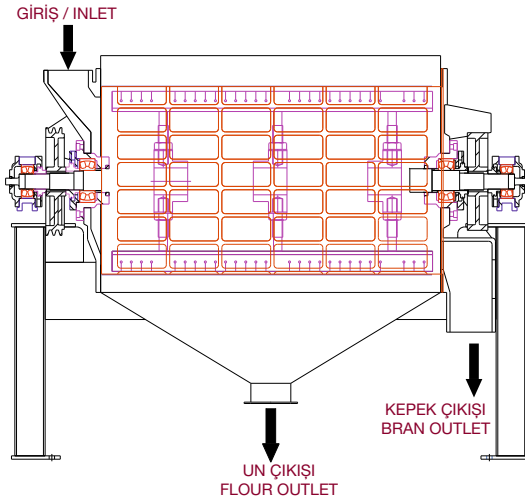 GİRİŞ / INLET
KEPEK ÇIKIŞI
BRAN OUTLET
UN ÇIKIŞI
FLOUR OUTLET